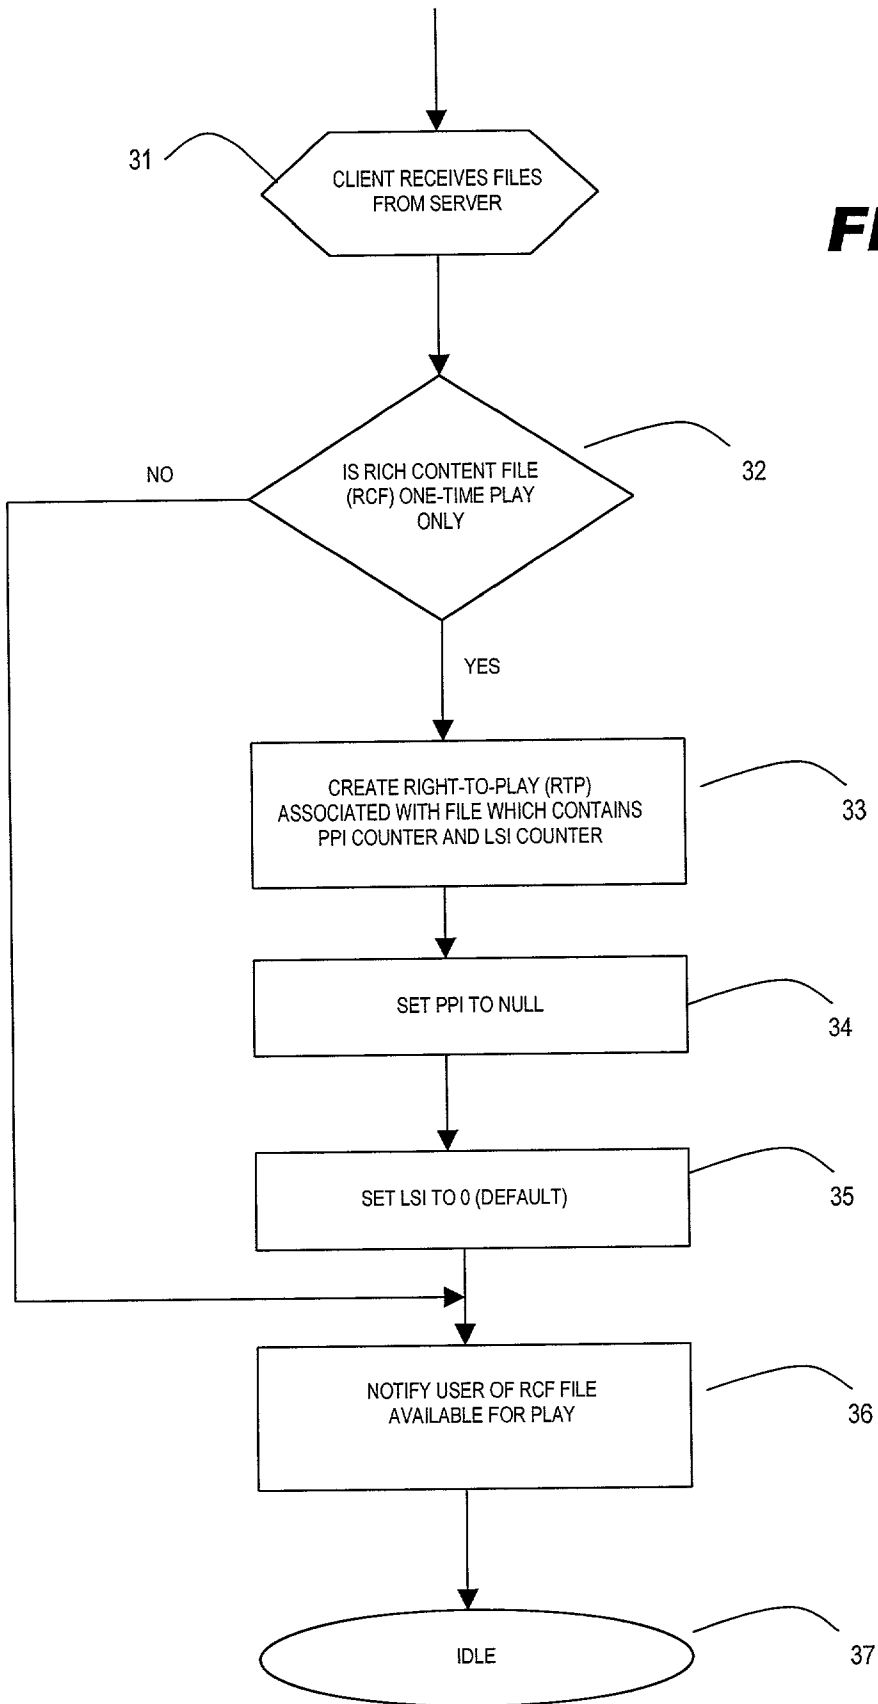 31
CLIENT RECEIVES FILES
FROM SERVER
NO
IS RICH CONTENT FILE
(RCF) ONE-TIME PLAY
ONLY
32
YES
CREATE RIGHT-TO-PLAY (RTP)
ASSOCIATED WITH FILE WHICH CONTAINS
PPI COUNTER AND LSI COUNTER
33
SET PPI TO NULL
34
SET LSI TO 0 (DEFAULT)
35
NOTIFY USER OF RCF FILE
AVAILABLE FOR PLAY
36
IDLE
37